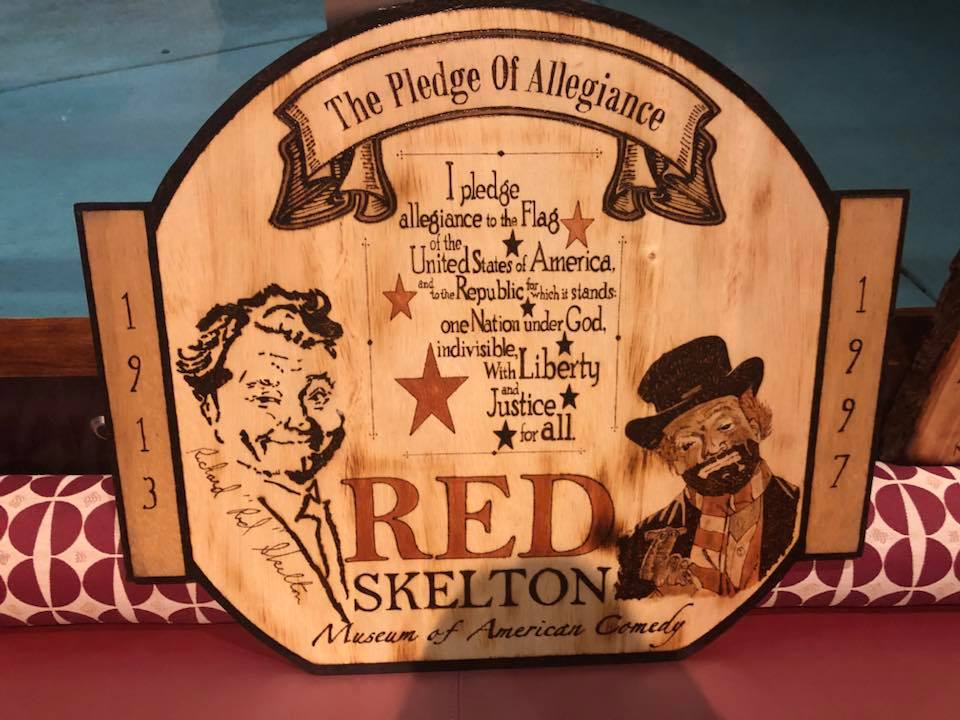 The Pledge Of Allegiance
I pledge
allegiance to the Flag
of the
United States of America,
and to the Republic for which it stands:
one Nation under God,
indivisible,
With Liberty
and
Justice
for all.
1913
1997
Richard "Red" Skelton
RED
SKELTON
Museum of American Comedy